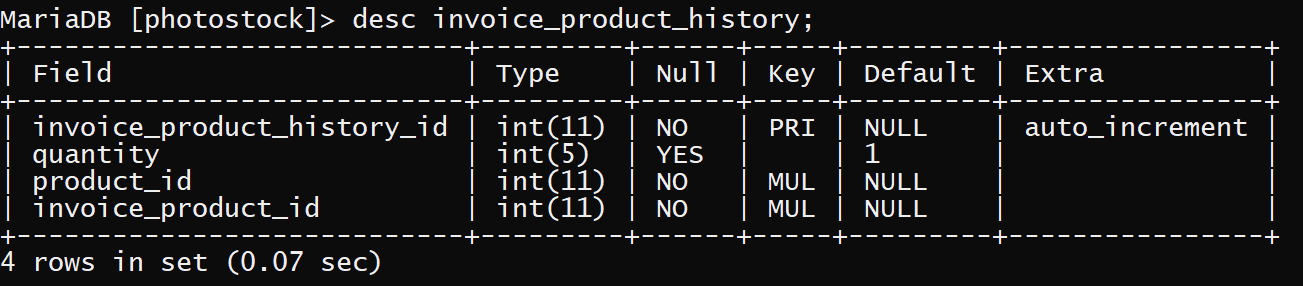 MariaDB [photostock]> desc invoice_product_history;
+----------------------------+---------+------+-----+---------+----------------+
| Field                      | Type    | Null | Key | Default | Extra          |
+----------------------------+---------+------+-----+---------+----------------+
| invoice_product_history_id | int(11) | NO   | PRI | NULL    | auto_increment |
| quantity                   | int(5)  | YES  |     | 1       |                |
| product_id                 | int(11) | NO   | MUL | NULL    |                |
| invoice_product_id         | int(11) | NO   | MUL | NULL    |                |
+----------------------------+---------+------+-----+---------+----------------+
4 rows in set (0.07 sec)